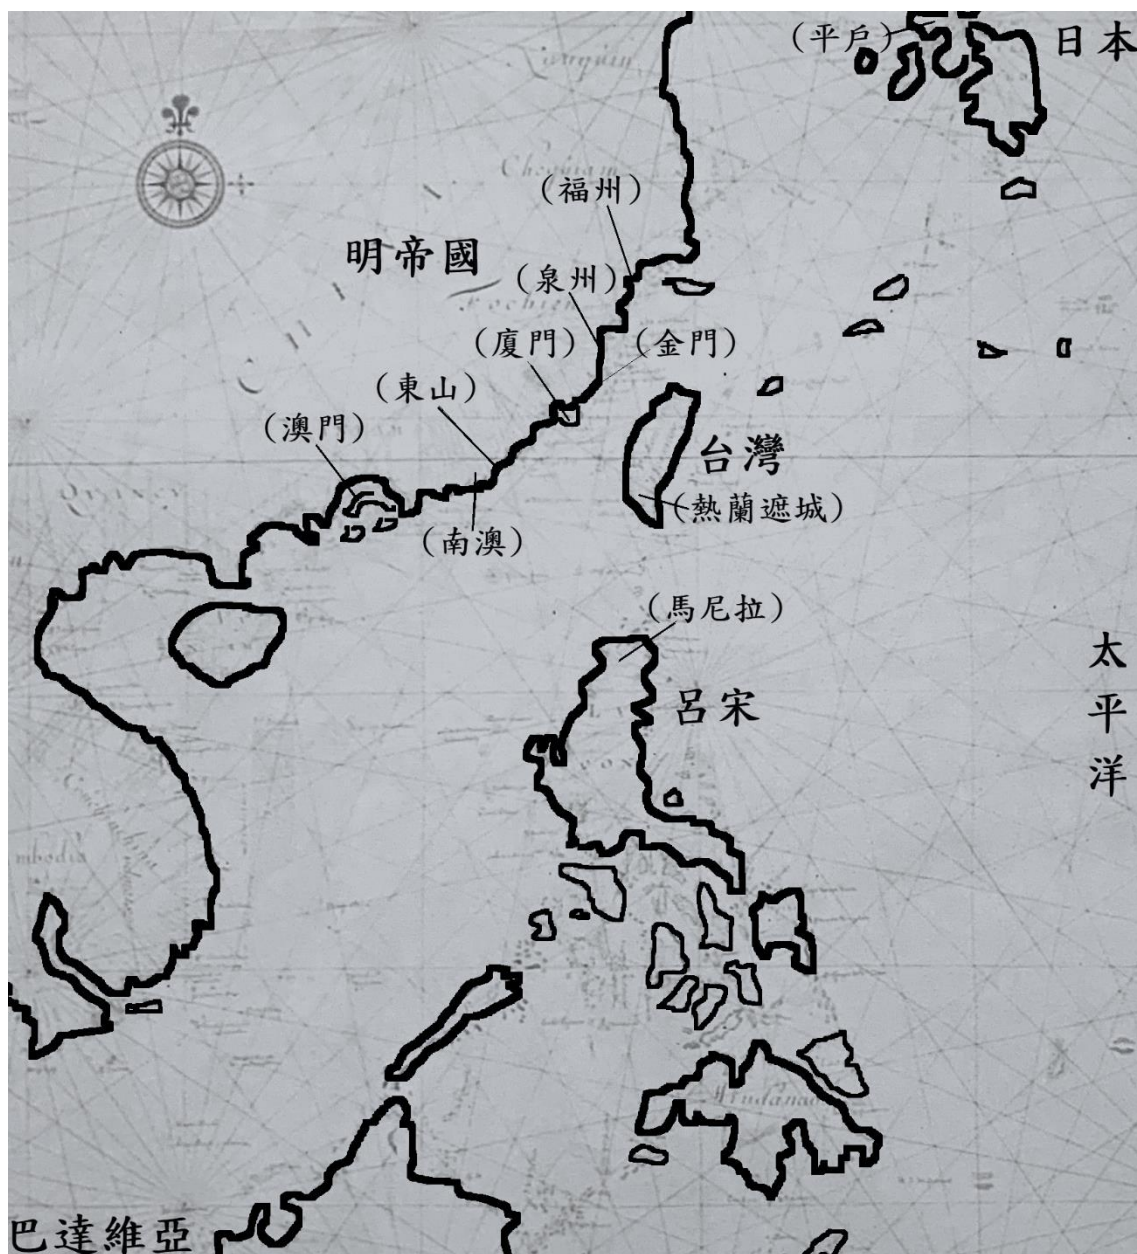 （平戶）
日本
（福州）
明帝國
（泉州）
（廈門）
（金門）
（東山）
（澳門）
台灣
（熱蘭遮城）
（南澳）
（馬尼拉）
呂宋
太平洋
巴達維亞